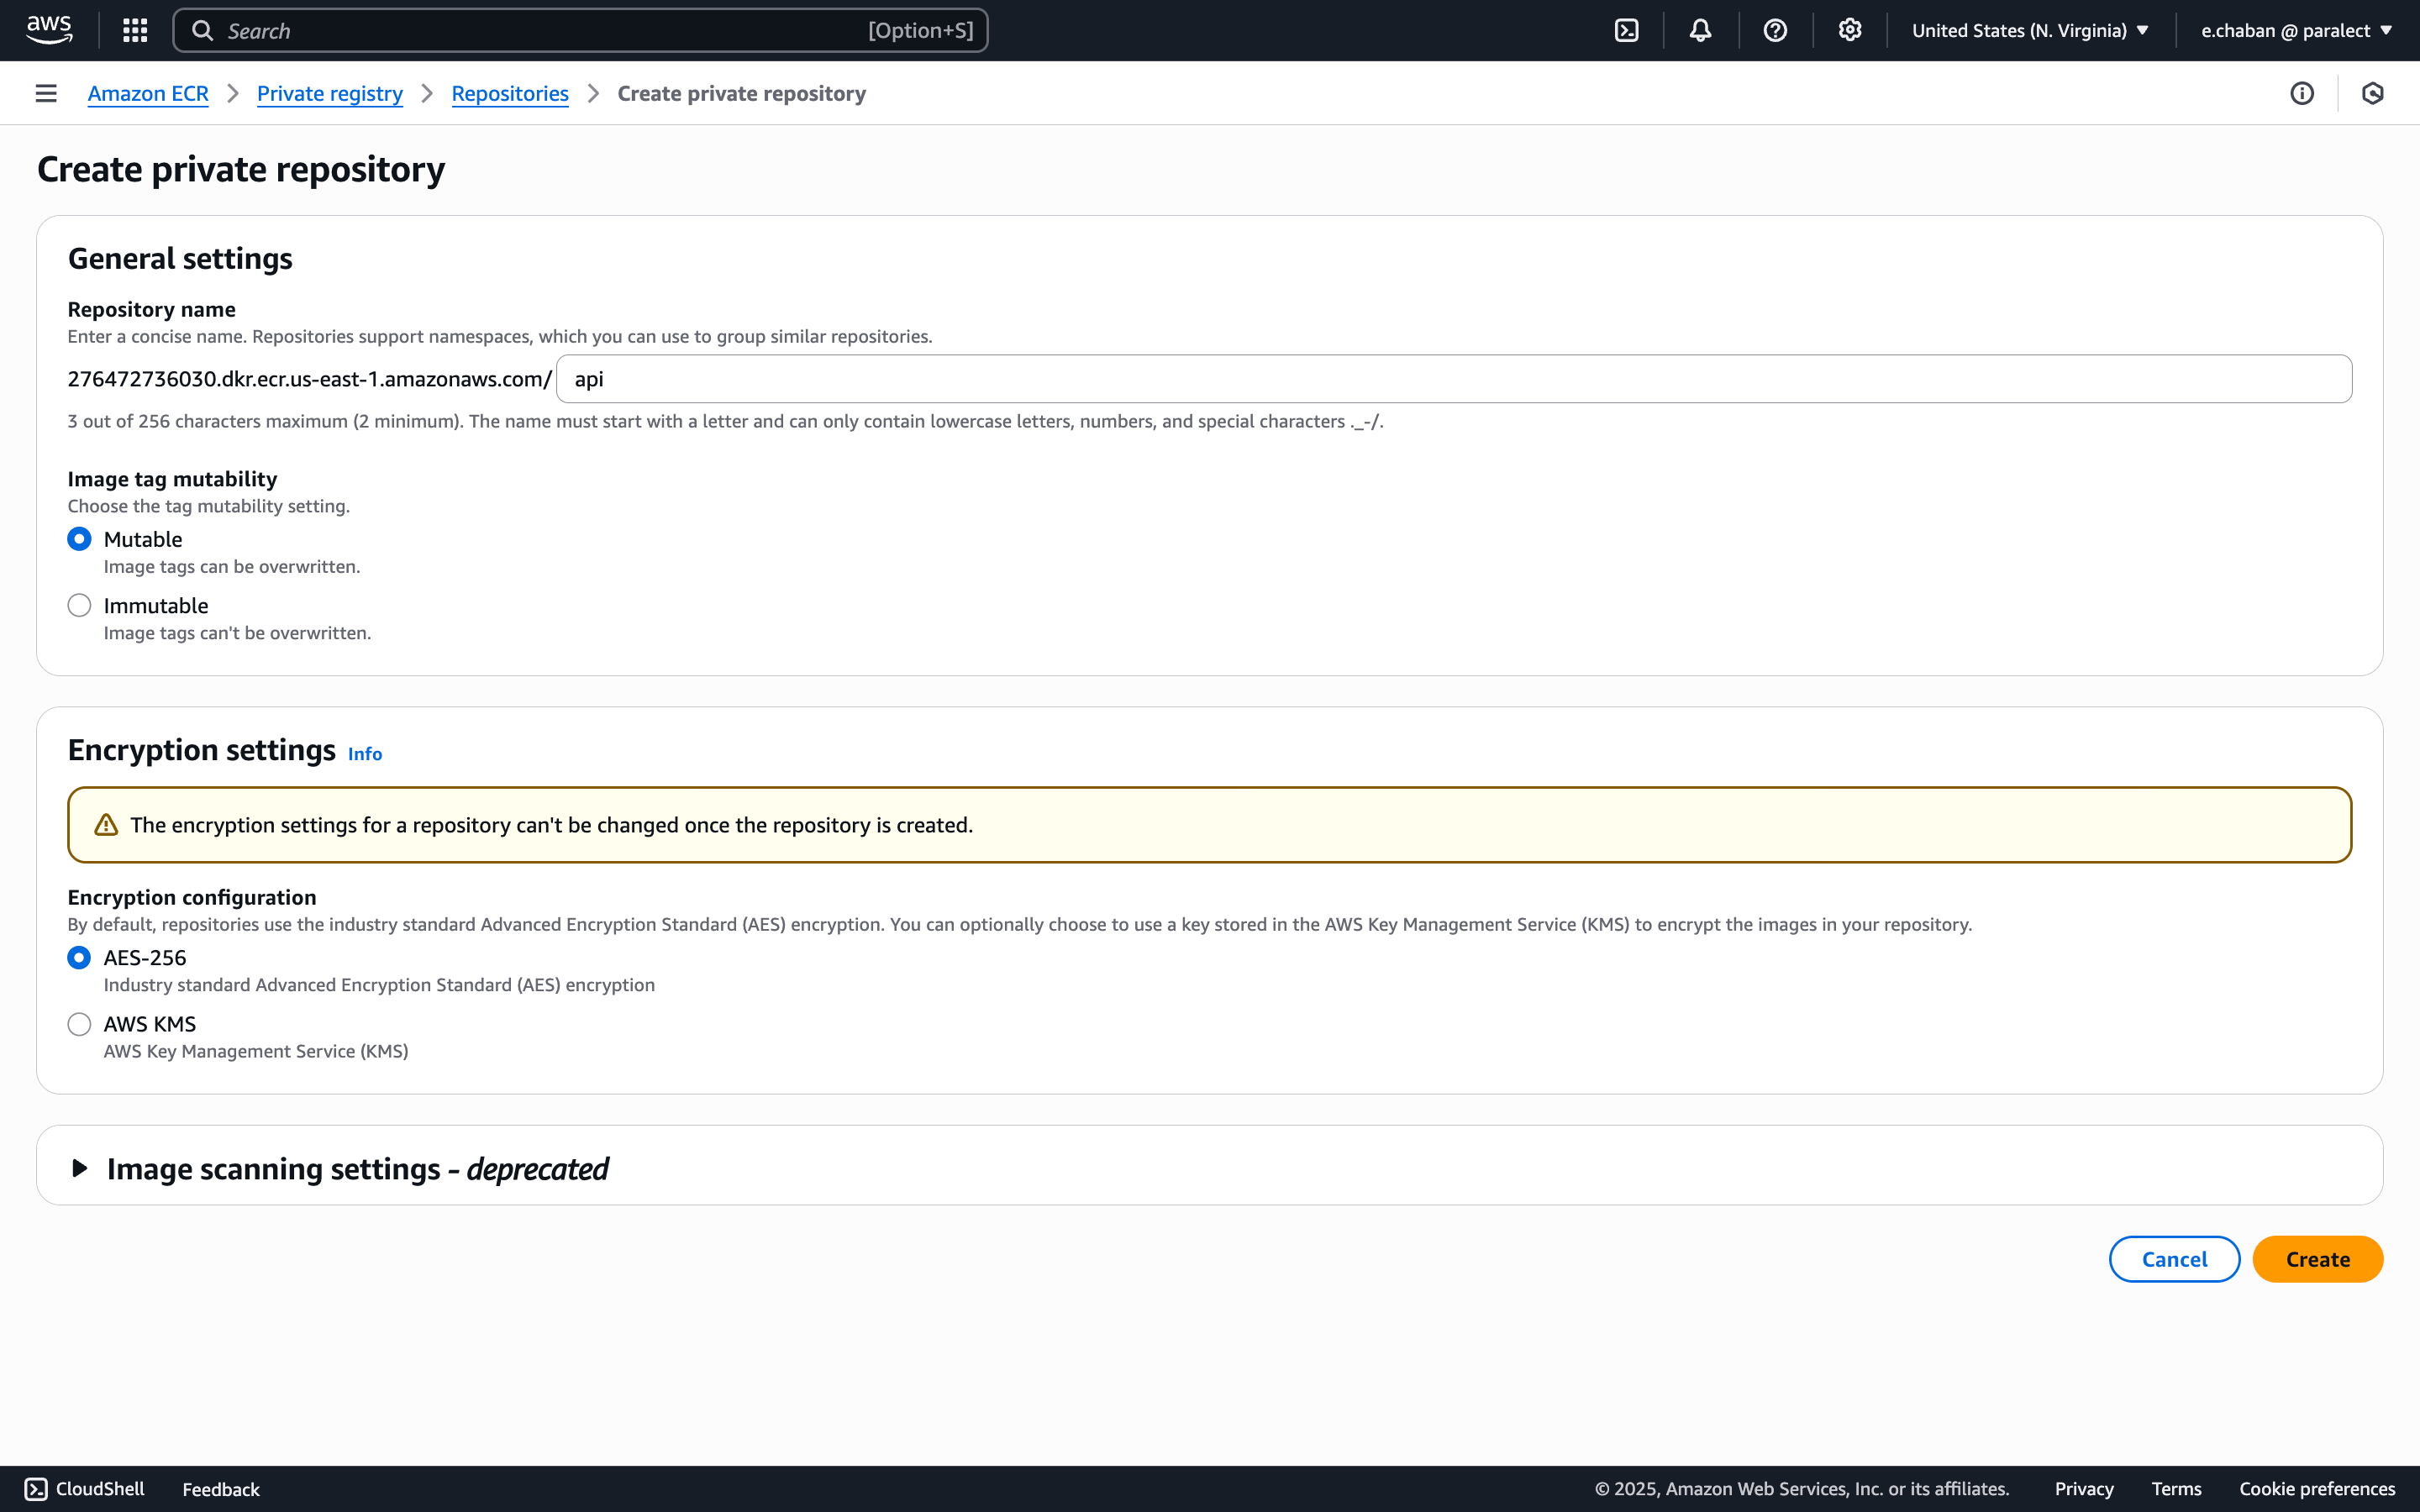 aws
Search
[Option+S]
United States (N. Virginia)
e.chaban @ paralect
Amazon ECR
Private registry
Repositories
Create private repository
Create private repository
General settings
Repository name
Enter a concise name. Repositories support namespaces, which you can use to group similar repositories.
276472736030.dkr.ecr.us-east-1.amazonaws.com/ api
3 out of 256 characters maximum (2 minimum). The name must start with a letter and can only contain lowercase letters, numbers, and special characters ._-/.
Image tag mutability
Choose the tag mutability setting.
Mutable
Image tags can be overwritten.
Immutable
Image tags can't be overwritten.
Encryption settings Info
The encryption settings for a repository can't be changed once the repository is created.
Encryption configuration
By default, repositories use the industry standard Advanced Encryption Standard (AES) encryption. You can optionally choose to use a key stored in the AWS Key Management Service (KMS) to encrypt the images in your repository.
AES-256
Industry standard Advanced Encryption Standard (AES) encryption
AWS KMS
AWS Key Management Service (KMS)
Image scanning settings - deprecated
Cancel
Create
CloudShell
Feedback
© 2025, Amazon Web Services, Inc. or its affiliates.
Privacy
Terms
Cookie preferences